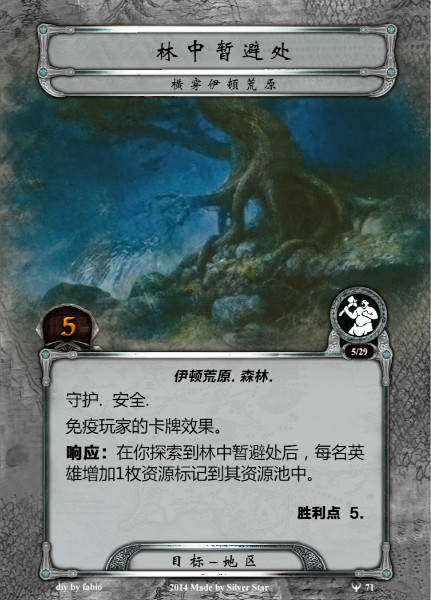 林中暂避处
横穿伊顿荒原
5
5/29
伊顿荒原. 森林.
守护. 安全.
免疫玩家的卡牌效果。
响应：在你探索到林中暂避处后，每名英
雄增加1枚资源标记到其资源池中。
胜利点 5.
目标-地区
diy by fabio 2014 Made by Silver Star 71